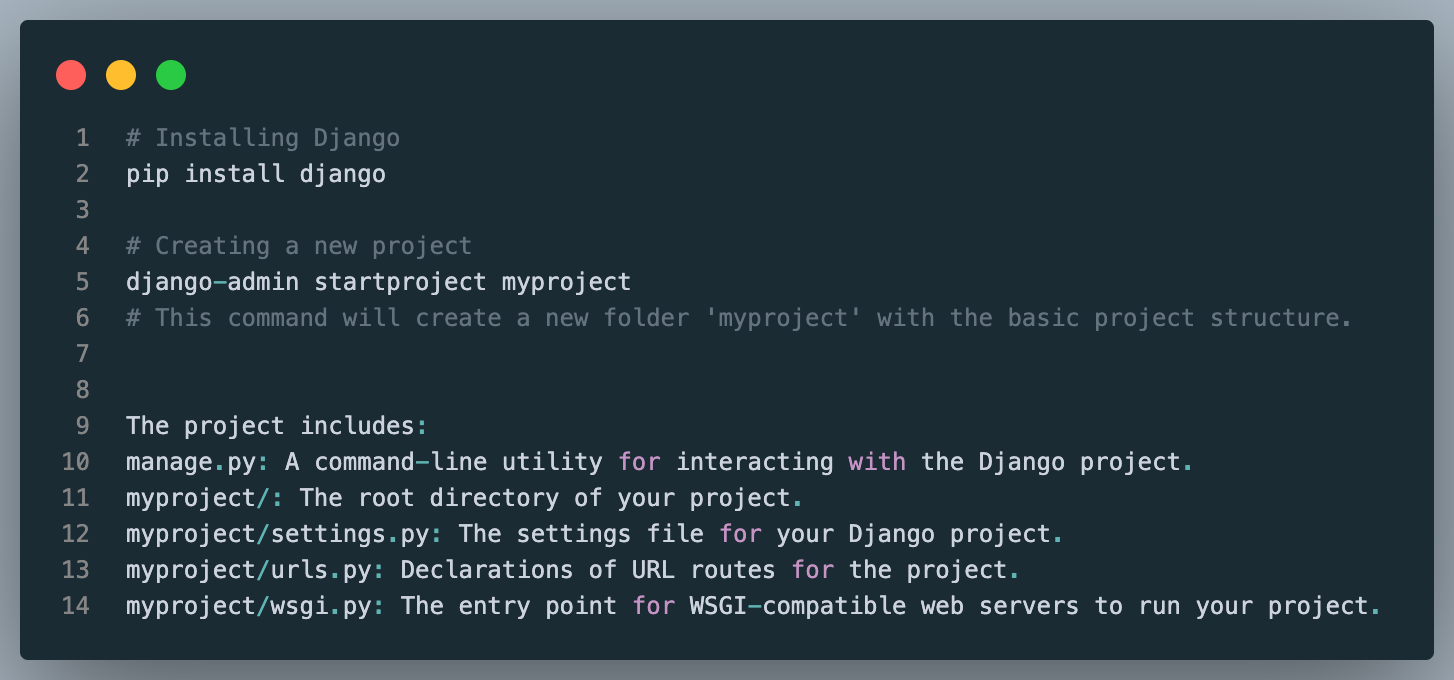 1 # Installing Django
2 pip install django
3
4 # Creating a new project
5 django-admin startproject myproject
6 # This command will create a new folder 'myproject' with the basic project structure.
7
8
9 The project includes:
10 manage.py: A command-line utility for interacting with the Django project.
11 myproject/: The root directory of your project.
12 myproject/settings.py: The settings file for your Django project.
13 myproject/urls.py: Declarations of URL routes for the project.
14 myproject/wsgi.py: The entry point for WSGI-compatible web servers to run your project.